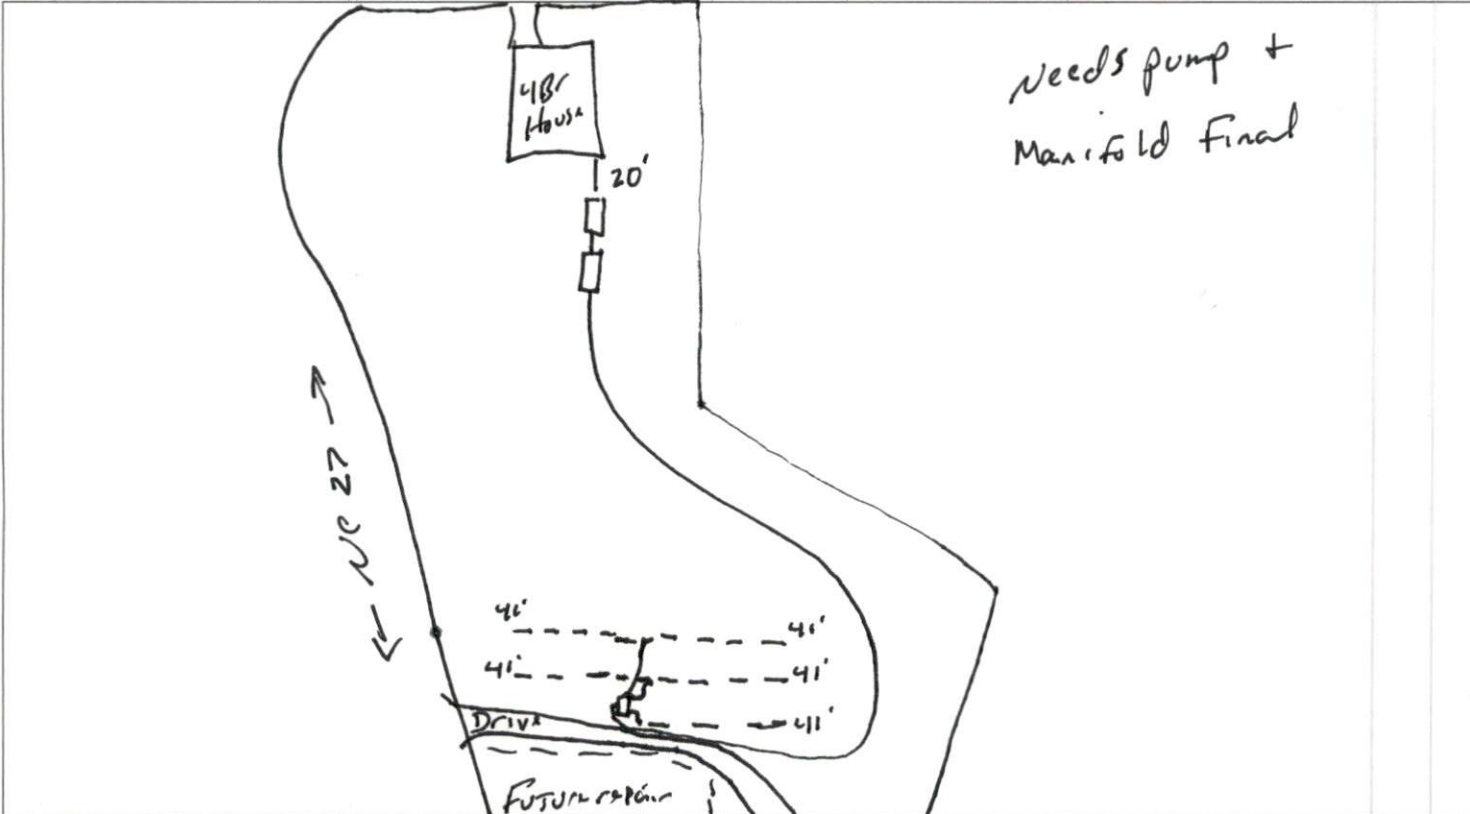 Needs pump +
Manifold Final
4Br
House
20'
← NC 27 →
41'
41'
41'
41'
41'
Drive
Future repair